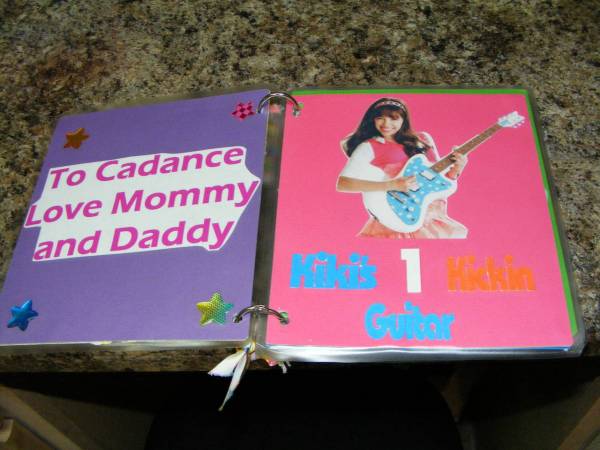 To Cadance
Love Mommy
and Daddy
Kiki's 1 Kickin
Guitar